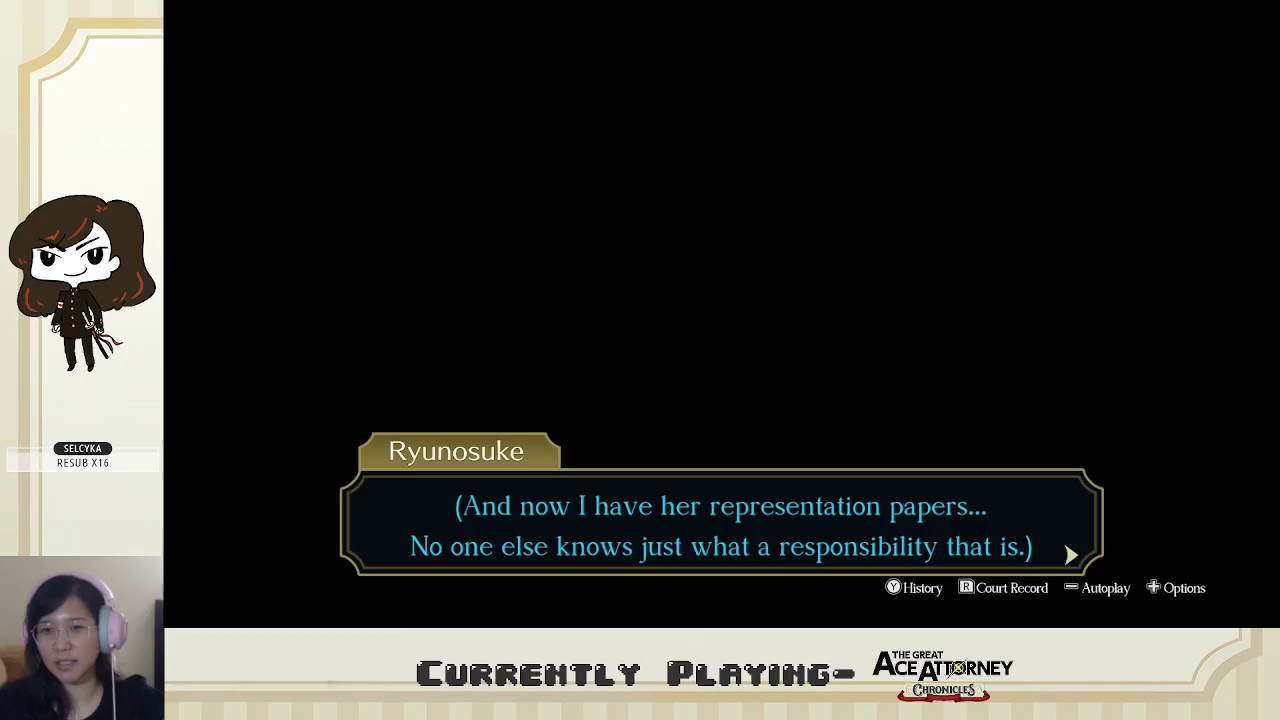 SELCYKA
RESUB X16
Ryunosuke
(And now I have her representation papers...
No one else knows just what a responsibility that is.)
Y History R Court Record Autoplay Options
Currently Playing-
THE GREAT
ACE ATTORNEY
CHRONICLES